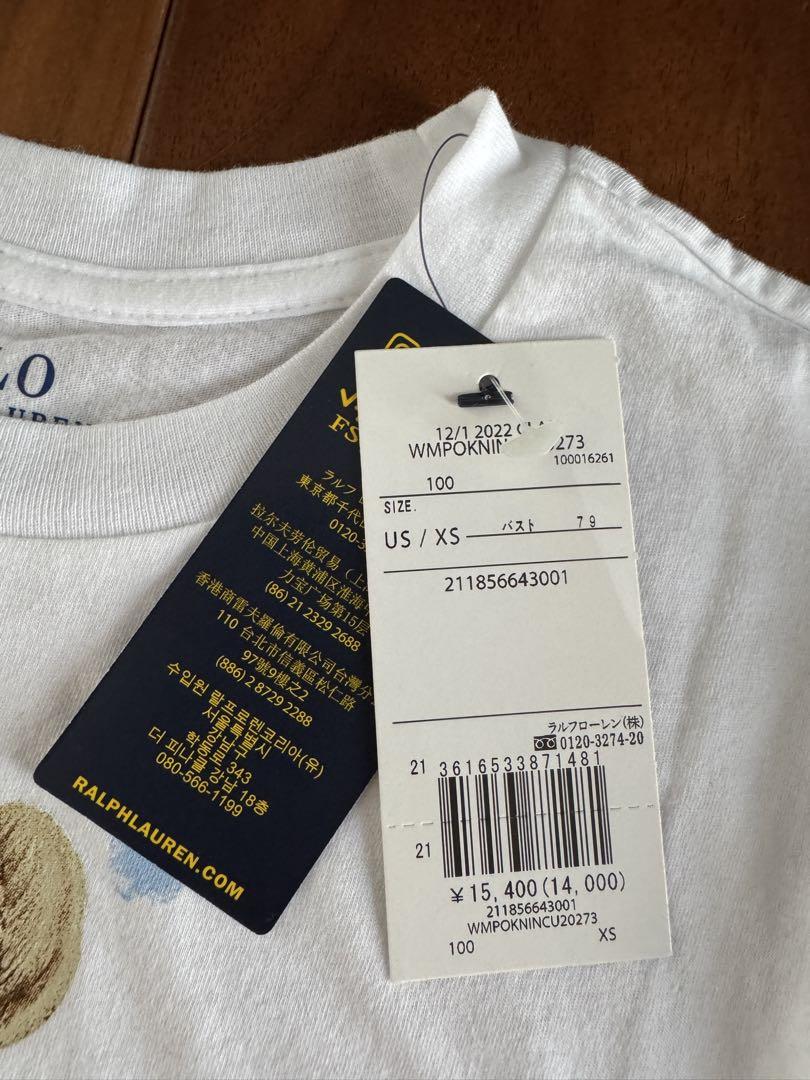 LO
ラルフ
東京都千代
0120-3
拉尔夫劳伦贸易（上
中国上海黄浦区淮海
力宝广场第15层
(86) 21 2329 2688
香港商雷夫羅倫有限公司台灣分
110 台北市信義區松仁路
97號9樓之2
(886) 2 8729 2288
수입원 랄프로렌코리아(유)
서울특별시
강남구
학동로 343
더 피나클 강남 18층
080-566-1199
RALPHLAUREN.COM
12/1 2022
WMPOKNIN 20273
100016261
100
SIZE.
US / XS バスト 79
211856643001
ラルフローレン(株)
0120-3274-20
21 3616533871481
21
¥ 15,400(14,000)
211856643001
WMPOKNINCU20273
100 XS